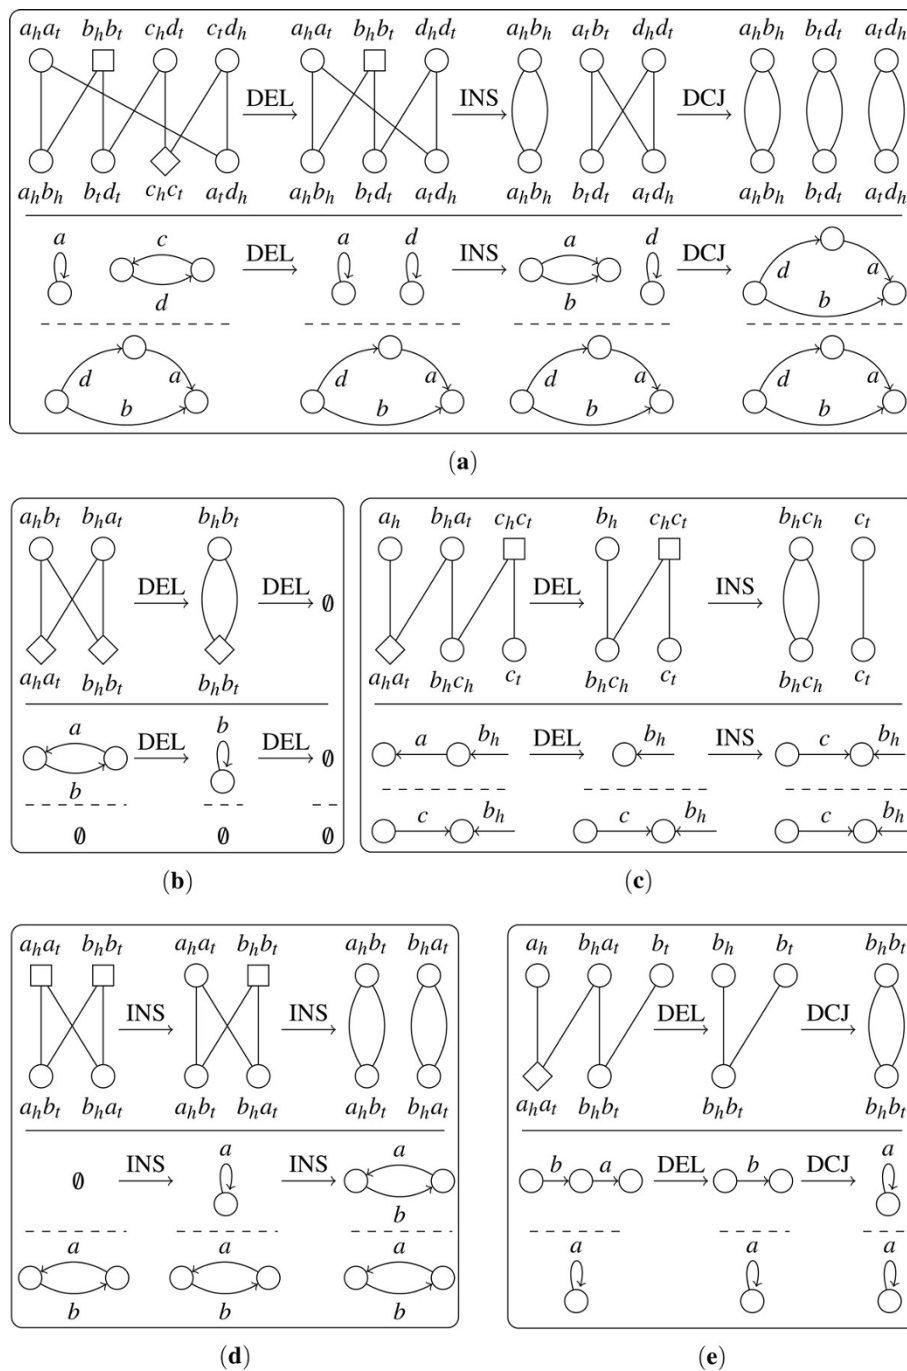 a_h a_t b_h b_t c_h d_t c_t d_h a_h a_t b_h b_t d_h d_t a_h b_h a_t b_t d_h d_t a_h b_h b_t d_t a_t d_h
DEL INS DCJ
a_h b_h b_t d_t c_h c_t a_t d_h a_h b_h b_t d_t a_t d_h a_h b_h b_t d_t a_t d_h a_h b_h b_t d_t a_t d_h
a c DEL a d INS a d DCJ
d b d a b
d a d a d a d a
b b b b
(a)
a_h b_t b_h a_t b_h b_t
DEL DEL ∅
a_h a_t b_h b_t b_h b_t
a DEL b DEL ∅
b
∅ ∅ ∅
(b)
a_h b_h a_t c_h c_t b_h c_h c_t b_h c_h c_t
DEL INS
a_h a_t b_h c_h c_t b_h c_h c_t b_h c_h c_t
a b_h DEL b_h INS c b_h
c b_h c b_h c b_h
(c)
a_h a_t b_h b_t a_h a_t b_h b_t a_h b_t b_h a_t
INS INS
a_h b_t b_h a_t a_h b_t b_h a_t a_h b_t b_h a_t
∅ INS a INS a
b
a a a
b b b
(d)
a_h b_h a_t b_t b_h b_t b_h b_t
DEL DCJ
a_h a_t b_h b_t b_h b_t b_h b_t
b a DEL b DCJ a
a a a
(e)